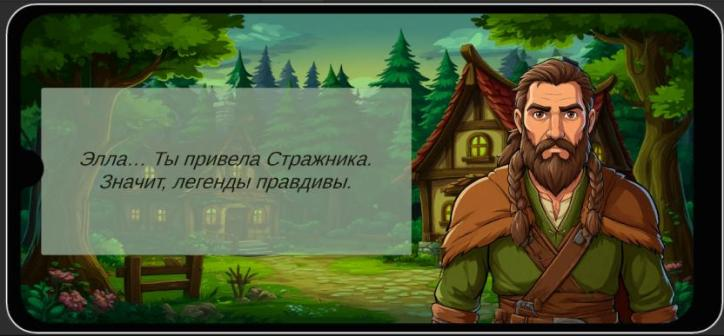 Элла... Ты привела Стражника.
Значит, легенды правдивы.